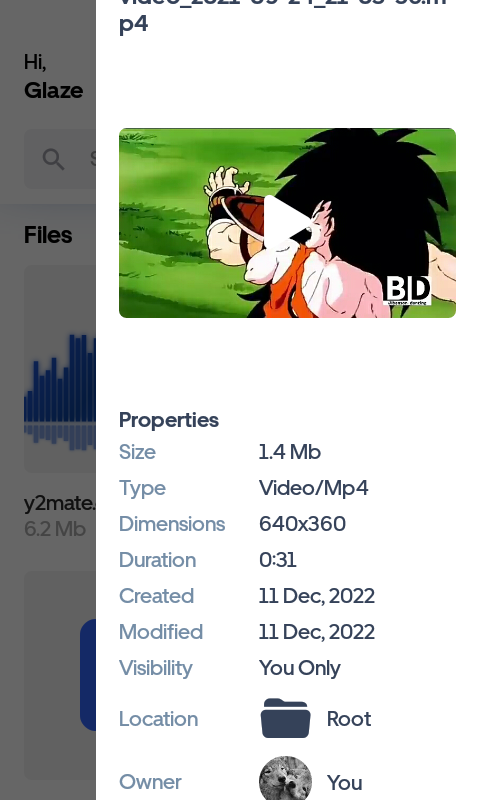 p4
Hi,
Glaze
Files
BD
Properties
Size 1.4 Mb
Type Video/Mp4
Dimensions 640x360
Duration 0:31
Created 11 Dec, 2022
Modified 11 Dec, 2022
Visibility You Only
Location Root
Owner You
y2mate.
6.2 Mb